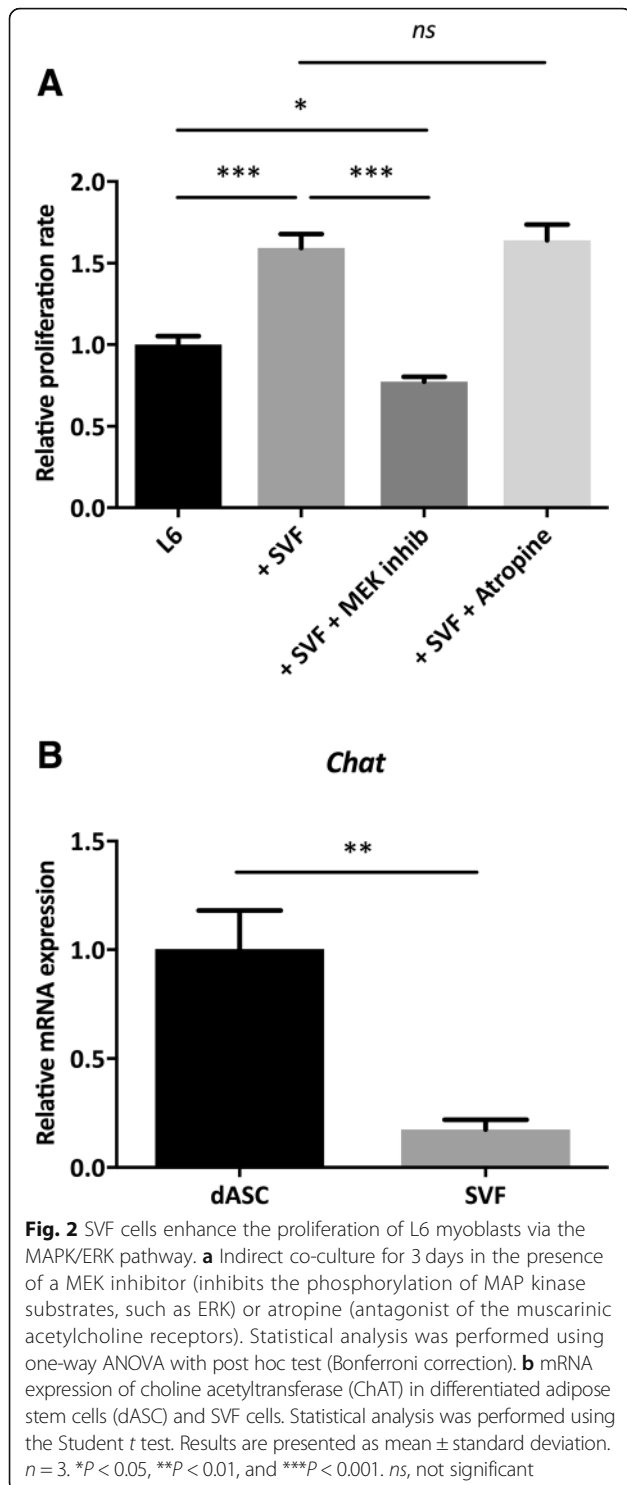 ns
A
*
*** ***
2.0
1.5
1.0
0.5
0.0
Relative proliferation rate
L6
+ SVF
+ SVF + MEK inhib
+ SVF + Atropine
B
Chat
**
1.5
1.0
0.5
0.0
Relative mRNA expression
dASC SVF
Fig. 2 SVF cells enhance the proliferation of L6 myoblasts via the
MAPK/ERK pathway. a Indirect co-culture for 3 days in the presence
of a MEK inhibitor (inhibits the phosphorylation of MAP kinase
substrates, such as ERK) or atropine (antagonist of the muscarinic
acetylcholine receptors). Statistical analysis was performed using
one-way ANOVA with post hoc test (Bonferroni correction). b mRNA
expression of choline acetyltransferase (ChAT) in differentiated adipose
stem cells (dASC) and SVF cells. Statistical analysis was performed using
the Student t test. Results are presented as mean ± standard deviation.
n = 3. *P < 0.05, **P < 0.01, and ***P < 0.001. ns, not significant